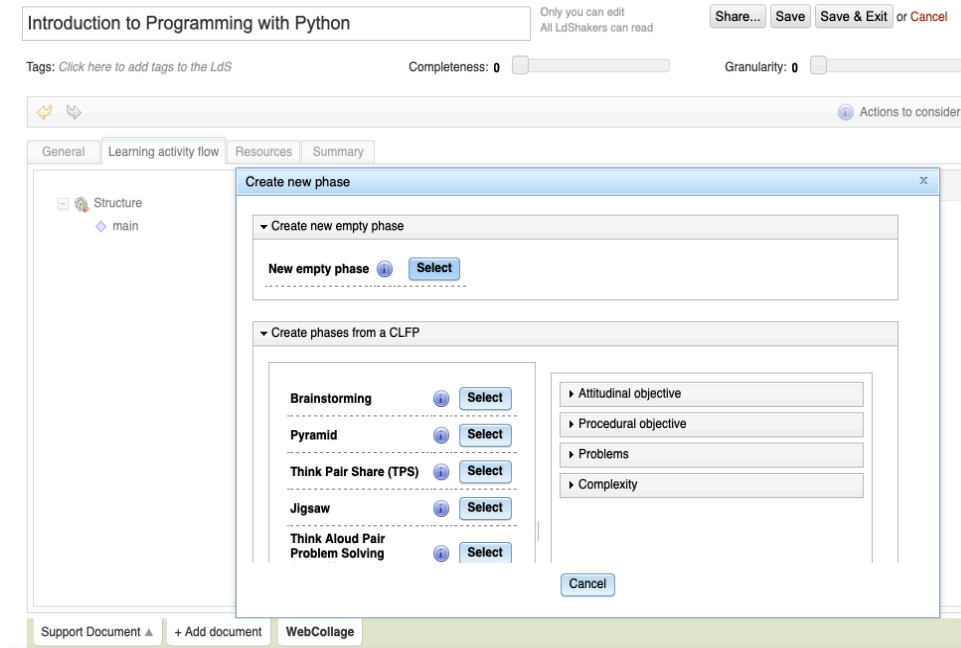 Introduction to Programming with Python
Only you can edit
All LdShakers can read
Share... Save Save & Exit or Cancel
Tags: Click here to add tags to the LdS
Completeness: 0
Granularity: 0
Actions to consider
General Learning activity flow Resources Summary
Structure
main
Create new phase x
Create new empty phase
New empty phase i Select
Create phases from a CLFP
Brainstorming i Select
Pyramid i Select
Think Pair Share (TPS) i Select
Jigsaw i Select
Think Aloud Pair
Problem Solving i Select
Attitudinal objective
Procedural objective
Problems
Complexity
Cancel
Support Document ▲ + Add document WebCollage